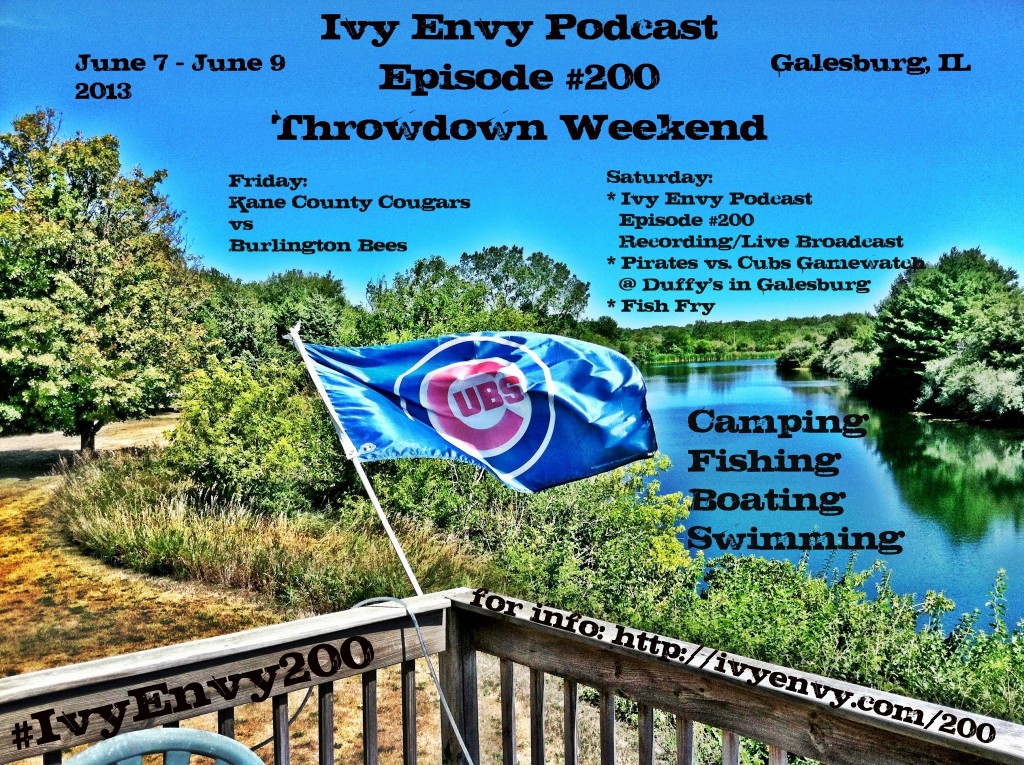 Ivy Envy Podcast
Episode #200
Throwdown Weekend
June 7 - June 9
2013
Galesburg, IL
Friday:
Kane County Cougars
vs
Burlington Bees
Saturday:
* Ivy Envy Podcast
Episode #200
Recording/Live Broadcast
* Pirates vs. Cubs Gamewatch
@ Duffy's in Galesburg
* Fish Fry
CUBS
Camping
Fishing
Boating
Swimming
for info: http://ivyenvy.com/200
#IvyEnvy200